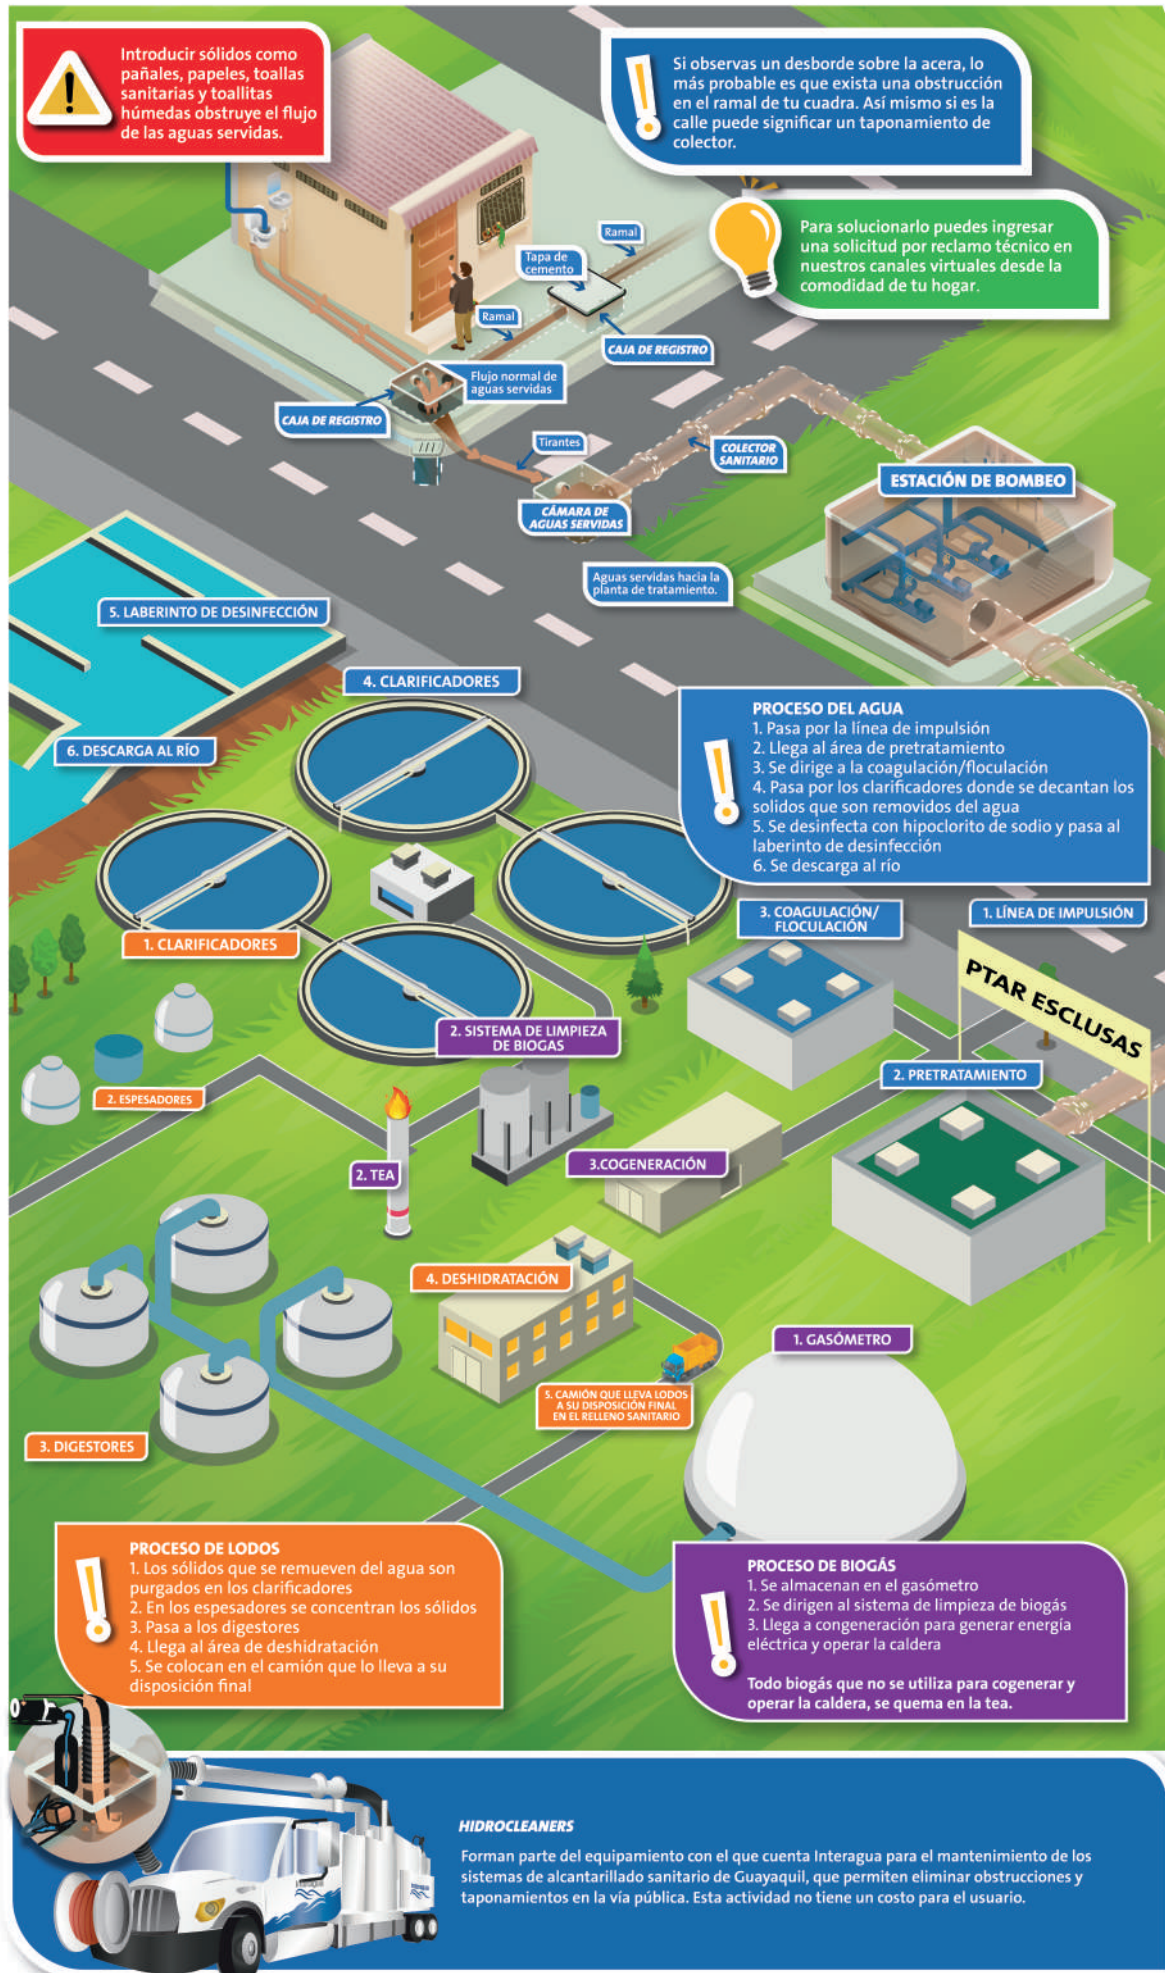 Introducir sólidos como
pañales, papeles, toallas
sanitarias y toallitas
húmedas obstruye el flujo
de las aguas servidas.
Si observas un desborde sobre la acera, lo
más probable es que exista una obstrucción
en el ramal de tu cuadra. Así mismo si es la
calle puede significar un taponamiento de
colector.
Para solucionarlo puedes ingresar
una solicitud por reclamo técnico en
nuestros canales virtuales desde la
comodidad de tu hogar.
Ramal
Tapa de
cemento
Ramal
CAJA DE REGISTRO
Flujo normal de
aguas servidas
CAJA DE REGISTRO
Tirantes
COLECTOR
SANITARIO
ESTACIÓN DE BOMBEO
CÁMARA DE
AGUAS SERVIDAS
Aguas servidas hacia la
planta de tratamiento.
5. LABERINTO DE DESINFECCIÓN
4. CLARIFICADORES
6. DESCARGA AL RÍO
PROCESO DEL AGUA
1. Pasa por la línea de impulsión
2. Llega al área de pretratamiento
3. Se dirige a la coagulación/floculación
4. Pasa por los clarificadores donde se decantan los
solidos que son removidos del agua
5. Se desinfecta con hipoclorito de sodio y pasa al
laberinto de desinfección
6. Se descarga al río
3. COAGULACIÓN/
FLOCULACIÓN
1. LÍNEA DE IMPULSIÓN
1. CLARIFICADORES
PTAR ESCLUSAS
2. SISTEMA DE LIMPIEZA
DE BIOGAS
2. PRETRATAMIENTO
2. ESPESADORES
3.COGENERACIÓN
2. TEA
4. DESHIDRATACIÓN
1. GASÓMETRO
5. CAMIÓN QUE LLEVA LODOS
A SU DISPOSICIÓN FINAL
EN EL RELLENO SANITARIO
3. DIGESTORES
PROCESO DE LODOS
1. Los sólidos que se remueven del agua son
purgados en los clarificadores
2. En los espesadores se concentran los sólidos
3. Pasa a los digestores
4. Llega al área de deshidratación
5. Se colocan en el camión que lo lleva a su
disposición final
PROCESO DE BIOGÁS
1. Se almacenan en el gasómetro
2. Se dirigen al sistema de limpieza de biogás
3. Llega a congeneración para generar energía
eléctrica y operar la caldera
Todo biogás que no se utiliza para cogenerar y
operar la caldera, se quema en la tea.
HIDROCLEANERS
Forman parte del equipamiento con el que cuenta Interagua para el mantenimiento de los
sistemas de alcantarillado sanitario de Guayaquil, que permiten eliminar obstrucciones y
taponamientos en la vía pública. Esta actividad no tiene un costo para el usuario.
interagua
interagua